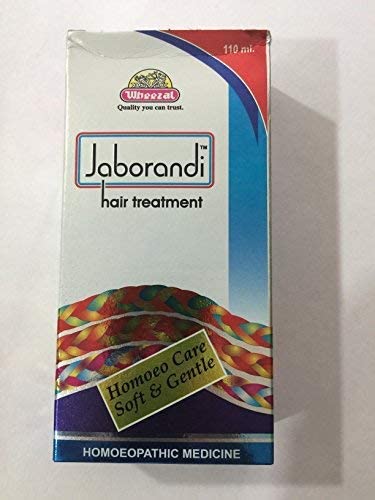 110 ml.
Wheezal
Quality you can trust.
Jaborandi™
hair treatment
Homoeo Care
Soft & Gentle
HOMOEOPATHIC MEDICINE